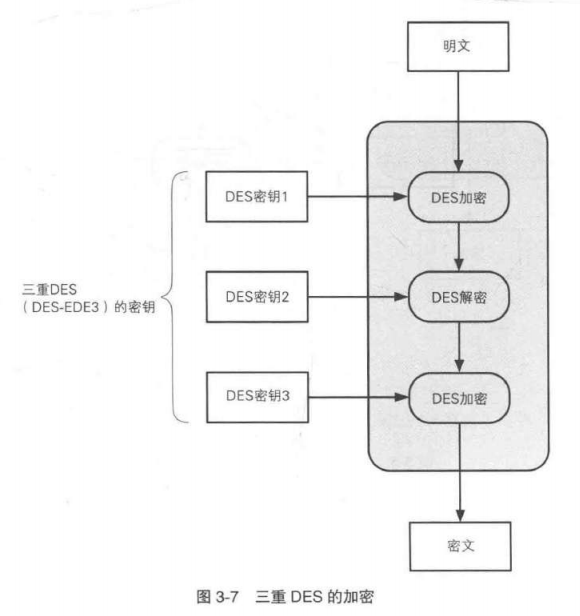 明文
DES密钥1
DES加密
三重DES
（DES-EDE3）的密钥
DES密钥2
DES解密
DES密钥3
DES加密
密文
图 3-7 三重 DES 的加密